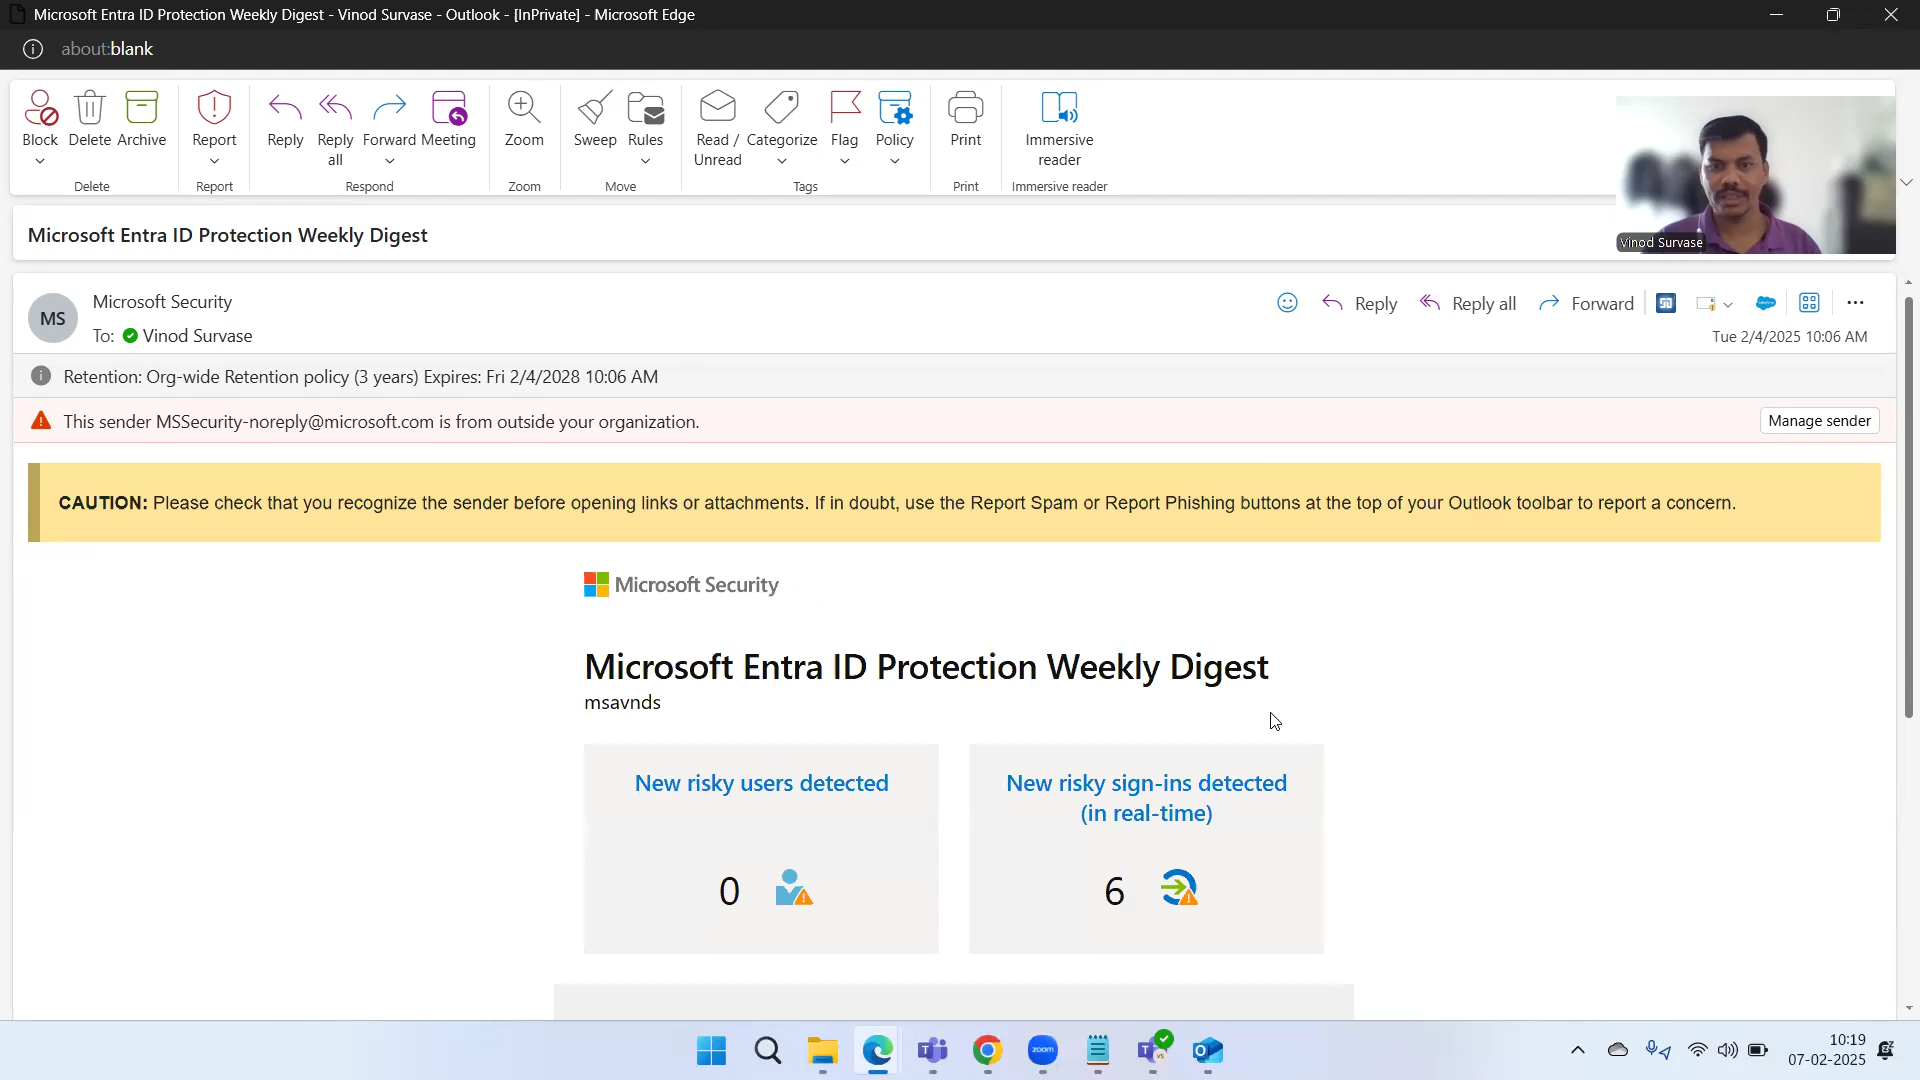 Microsoft Entra ID Protection Weekly Digest - Vinod Survase - Outlook - [InPrivate] - Microsoft Edge
about:blank
Block
Delete
Archive
Report
Reply
Reply all
Forward
Meeting
Zoom
Sweep
Rules
Read / Unread
Categorize
Flag
Policy
Print
Immersive reader
Delete
Report
Respond
Zoom
Move
Tags
Print
Immersive reader
Vinod Survase
Microsoft Entra ID Protection Weekly Digest
MS
Microsoft Security
To: Vinod Survase
Reply
Reply all
Forward
Tue 2/4/2025 10:06 AM
Retention: Org-wide Retention policy (3 years) Expires: Fri 2/4/2028 10:06 AM
This sender MSSecurity-noreply@microsoft.com is from outside your organization.
Manage sender
CAUTION: Please check that you recognize the sender before opening links or attachments. If in doubt, use the Report Spam or Report Phishing buttons at the top of your Outlook toolbar to report a concern.
Microsoft Security
Microsoft Entra ID Protection Weekly Digest
msavnds
New risky users detected
0
New risky sign-ins detected
(in real-time)
6
zoom
10:19
07-02-2025